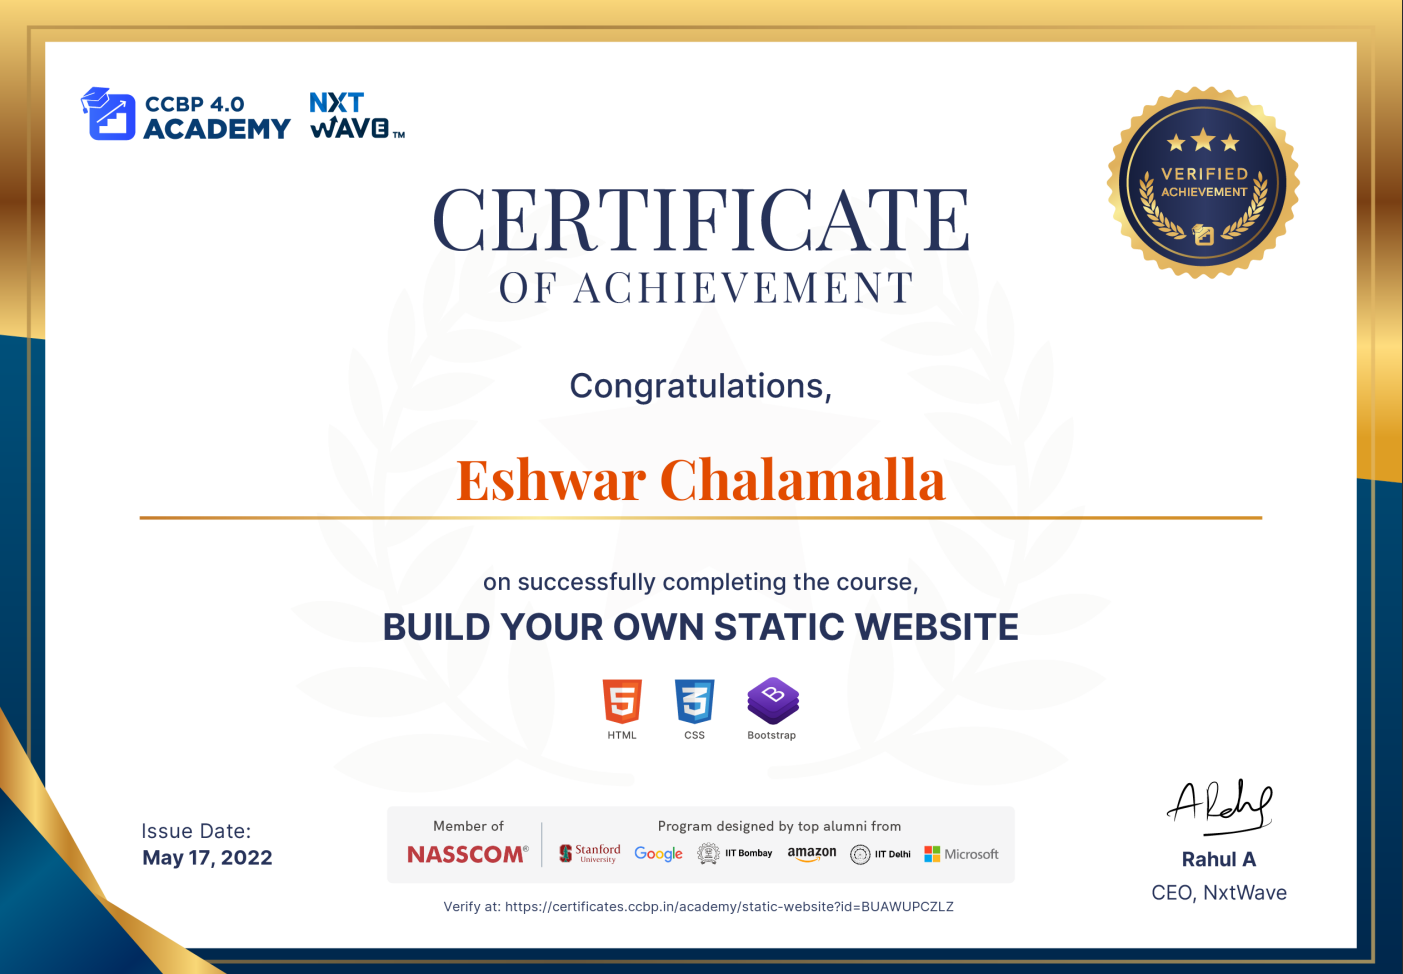 CCBP 4.0
ACADEMY
NXT
WAVE™
VERIFIED
ACHIEVEMENT
CERTIFICATE
OF ACHIEVEMENT
Congratulations,
Eshwar Chalamalla
on successfully completing the course,
BUILD YOUR OWN STATIC WEBSITE
HTML CSS Bootstrap
Issue Date:
May 17, 2022
Member of
NASSCOM®
Program designed by top alumni from
Stanford University Google IIT Bombay amazon IIT Delhi Microsoft
Verify at: https://certificates.ccbp.in/academy/static-website?id=BUAWUPCZLZ
Rahul A
CEO, NxtWave